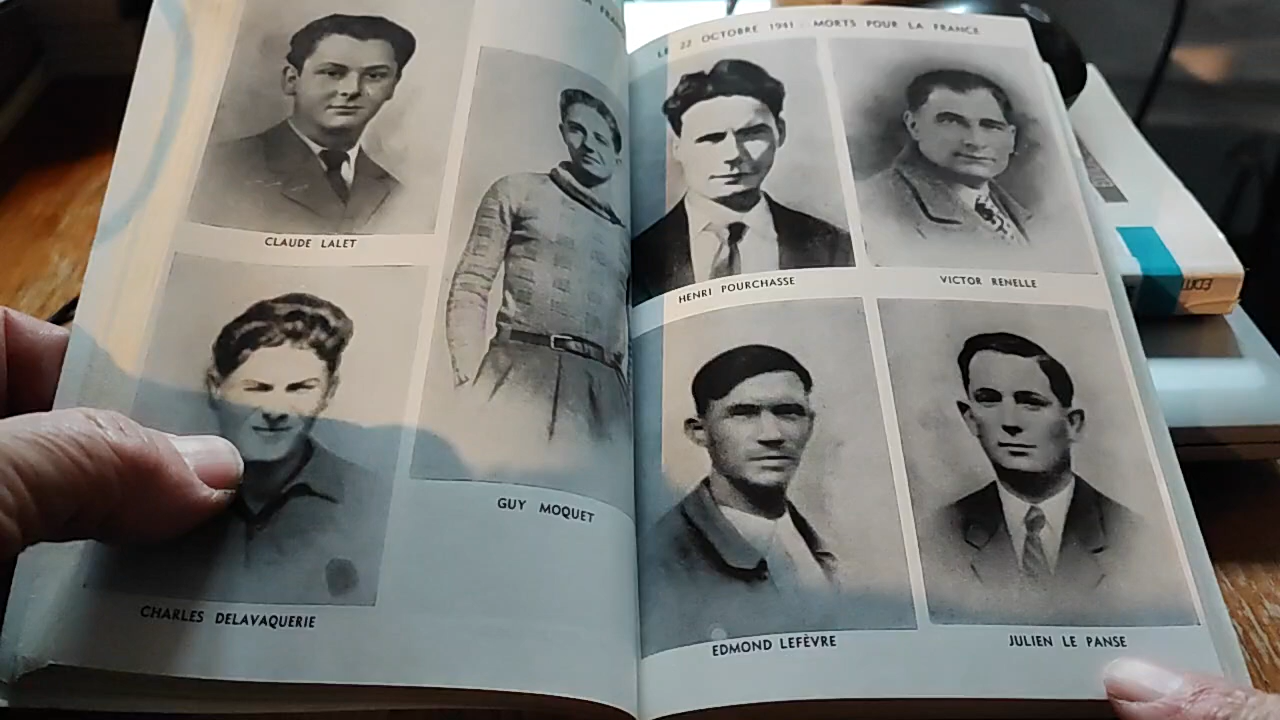 LE 22 OCTOBRE 1941 MORTS POUR LA FRANCE
CLAUDE LALET
GUY MOQUET
CHARLES DELAVAQUERIE
HENRI POURCHASSE
VICTOR RENELLE
EDMOND LEFÈVRE
JULIEN LE PANSE